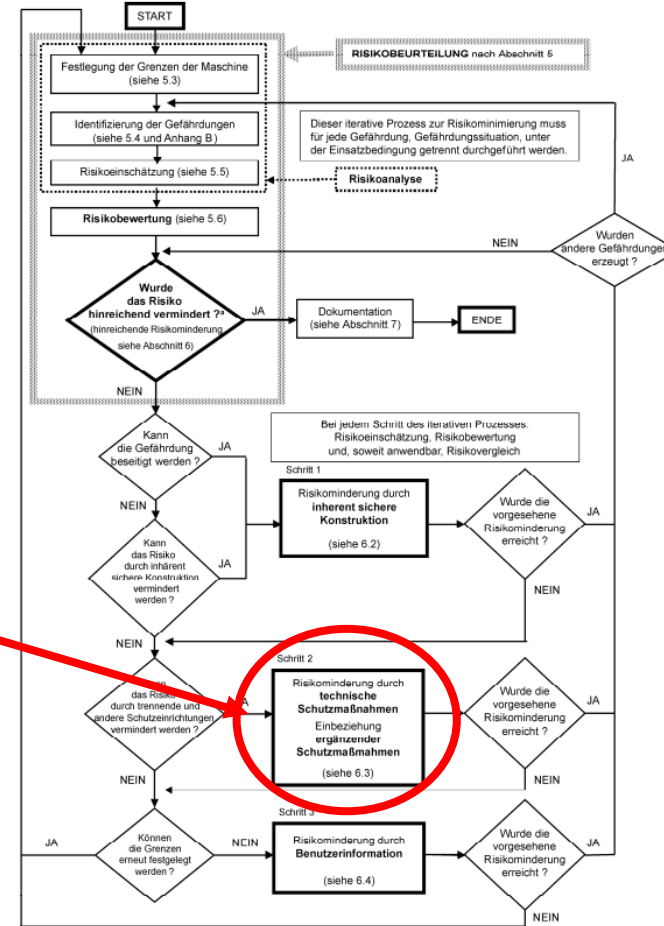 START
RISIKOBEURTEILUNG nach Abschnitt 5
Festlegung der Grenzen der Maschine
(siehe 5.3)
Identifizierung der Gefährdungen
(siehe 5.4 und Anhang B)
Dieser iterative Prozess zur Risikominimierung muss
für jede Gefährdung, Gefährdungssituation, unter
der Einsatzbedingung getrennt durchgeführt werden.
JA
Risikoeinschätzung (siehe 5.5)
Risikoanalyse
Risikobewertung (siehe 5.6)
NEIN
Wurden
andere Gefährdungen
erzeugt ?
Wurde
das Risiko
hinreichend vermindert ?ª
(hinreichende Risikominderung
siehe Abschnitt 6)
JA
Dokumentation
(siehe Abschnitt 7)
ENDE
NEIN
Kann
die Gefährdung
beseitigt werden ?
JA
Bei jedem Schritt des iterativen Prozesses:
Risikoeinschätzung, Risikobewertung
und, soweit anwendbar, Risikovergleich
Schritt 1
Risikominderung durch
inherent sichere
Konstruktion
(siehe 6.2)
Wurde die
vorgesehene
Risikominderung
erreicht ?
JA
NEIN
NEIN
Kann
das Risiko
durch inhärent
sichere Konstruktion
vermindert
werden ?
JA
NEIN
Schritt 2
das Risiko
durch trennende und
andere Schutzeinrichtungen
vermindert werden ?
Risikominderung durch
technische
Schutzmaßnahmen
Einbeziehung
ergänzender
Schutzmaßnahmen
(siehe 6.3)
Wurde die
vorgesehene
Risikominderung
erreicht ?
JA
NEIN
NEIN
Schritt 3
JA
Können
die Grenzen
erneut festgelegt
werden ?
NEIN
Risikominderung durch
Benutzerinformation
(siehe 6.4)
Wurde die
vorgesehene
Risikominderung
erreicht ?
JA
NEIN